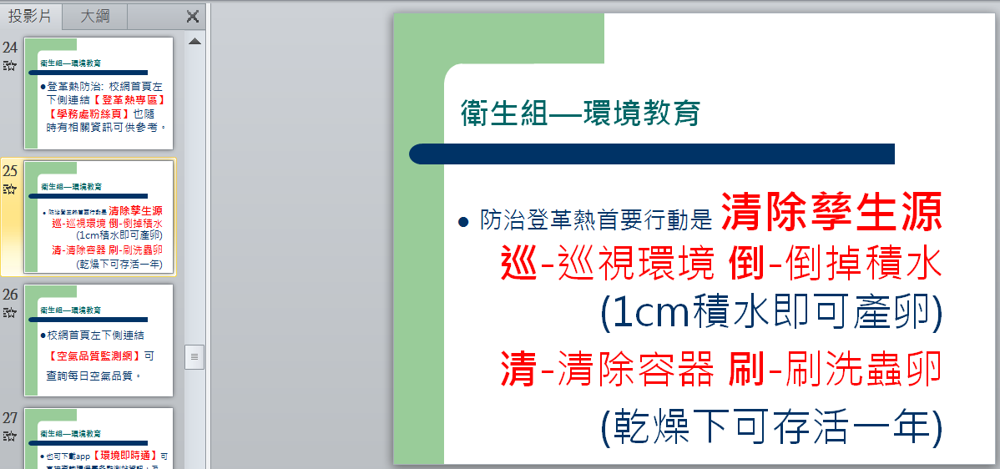 投影片 大綱
24
衛生組—環境教育
●登革熱防治: 校網首頁左
下側連結【登革熱專區】
【學務處粉絲頁】也隨
時有相關資訊可供參考。
25
衛生組—環境教育
• 防治登革熱首要行動是 清除孳生源
巡-巡視環境 倒-倒掉積水
(1cm積水即可產卵)
清-清除容器 刷-刷洗蟲卵
(乾燥下可存活一年)
26
衛生組—環境教育
●校網首頁左下側連結
【空氣品質監測網】可
查詢每日空氣品質。
27
衛生組—環境教育
• 也可下載app【環境即時通】可
衛生組—環境教育
• 防治登革熱首要行動是 清除孳生源
巡-巡視環境 倒-倒掉積水
(1cm積水即可產卵)
清-清除容器 刷-刷洗蟲卵
(乾燥下可存活一年)